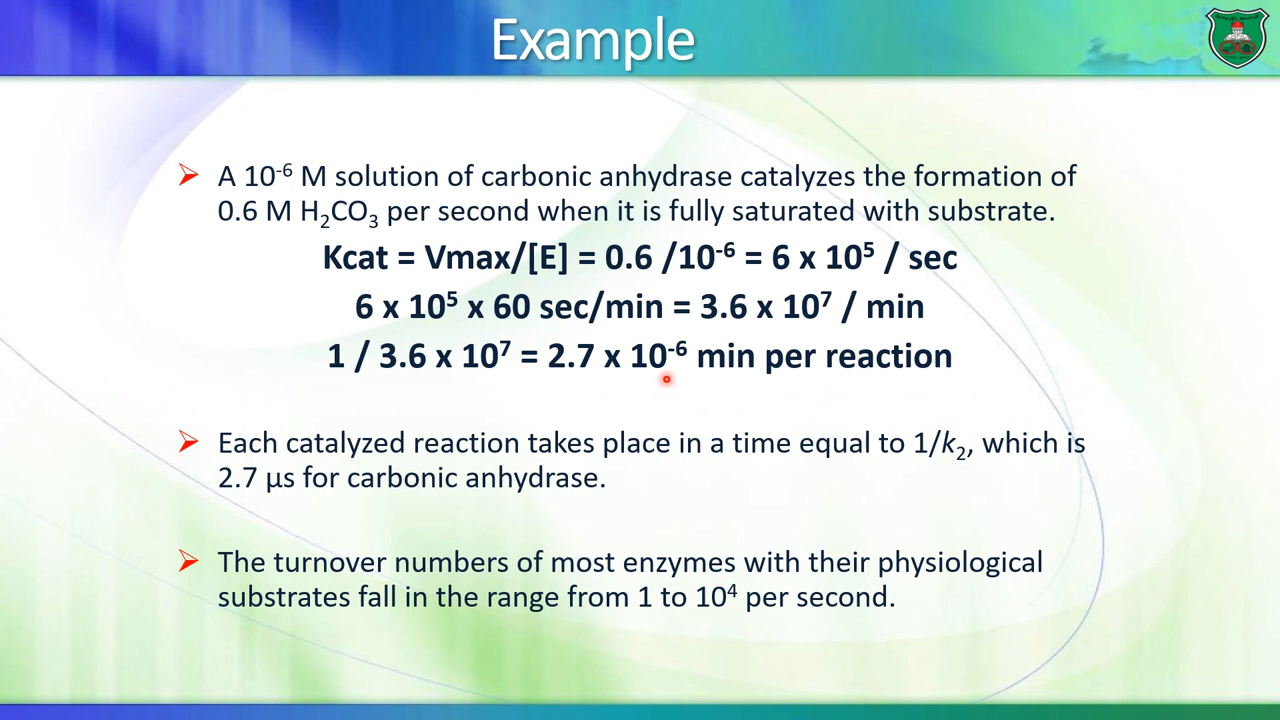 Example
A 10⁻⁶ M solution of carbonic anhydrase catalyzes the formation of
0.6 M H₂CO₃ per second when it is fully saturated with substrate.
Kcat = Vmax/[E] = 0.6 /10⁻⁶ = 6 x 10⁵ / sec
6 x 10⁵ x 60 sec/min = 3.6 x 10⁷ / min
1 / 3.6 x 10⁷ = 2.7 x 10⁻⁶ min per reaction
Each catalyzed reaction takes place in a time equal to 1/k₂, which is
2.7 µs for carbonic anhydrase.
The turnover numbers of most enzymes with their physiological
substrates fall in the range from 1 to 10⁴ per second.